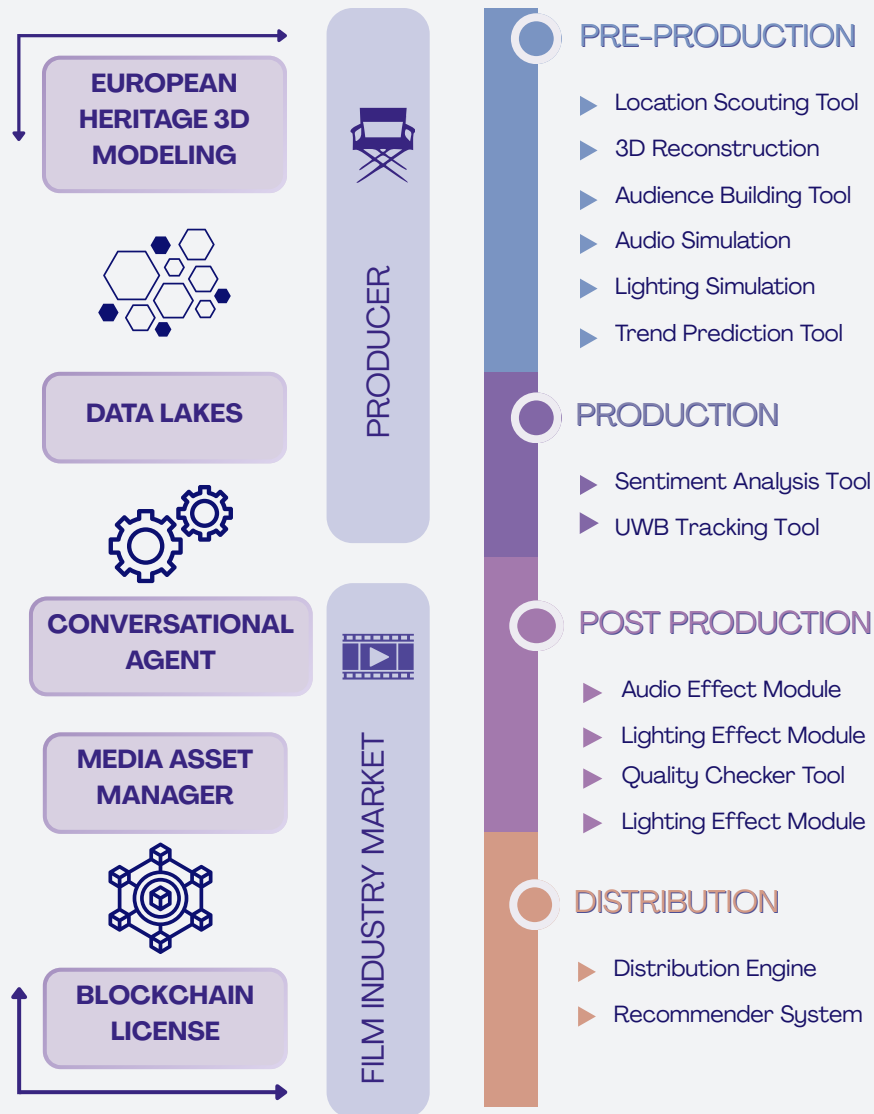 EUROPEAN
HERITAGE 3D
MODELING
DATA LAKES
CONVERSATIONAL
AGENT
MEDIA ASSET
MANAGER
BLOCKCHAIN
LICENSE
PRODUCER
FILM INDUSTRY MARKET
PRE-PRODUCTION
Location Scouting Tool
3D Reconstruction
Audience Building Tool
Audio Simulation
Lighting Simulation
Trend Prediction Tool
PRODUCTION
Sentiment Analysis Tool
UWB Tracking Tool
POST PRODUCTION
Audio Effect Module
Lighting Effect Module
Quality Checker Tool
Lighting Effect Module
DISTRIBUTION
Distribution Engine
Recommender System